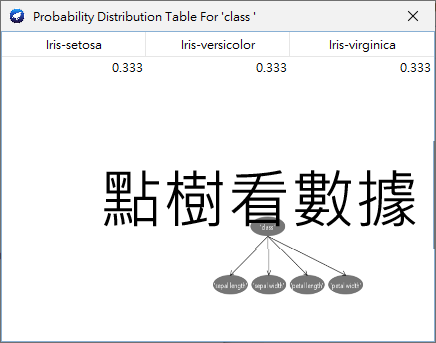 Probability Distribution Table For 'class '
Iris-setosa Iris-versicolor Iris-virginica
0.333 0.333 0.333
點樹看數據
'class'
'sepal length' 'sepal width' 'petal length' 'petal width'